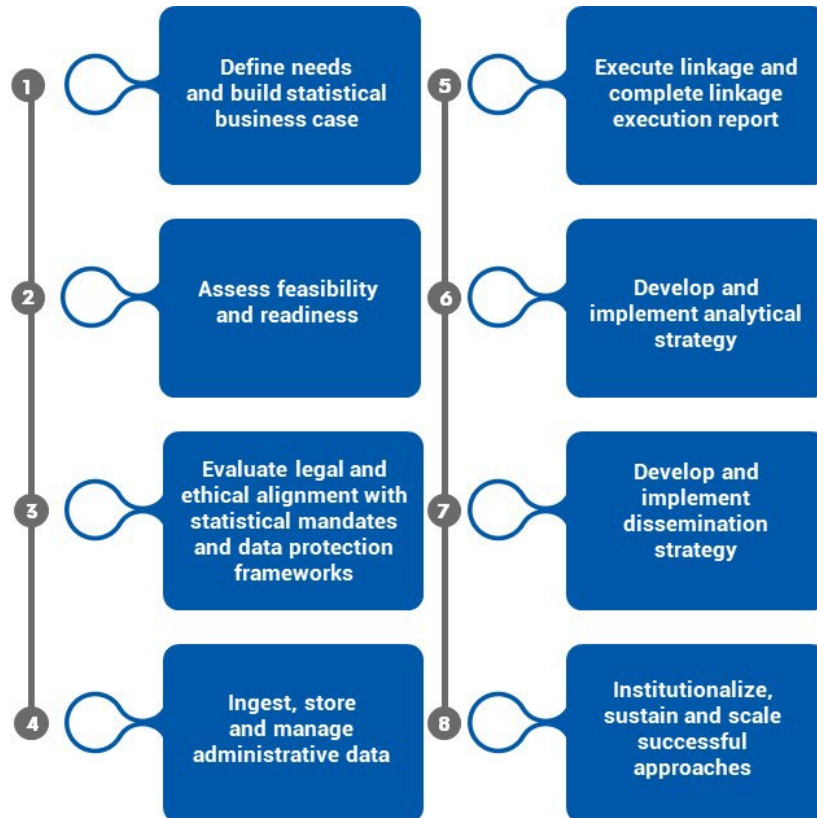 1
Define needs
and build statistical
business case
2
Assess feasibility
and readiness
3
Evaluate legal and
ethical alignment with
statistical mandates
and data protection
frameworks
4
Ingest, store
and manage
administrative data
5
Execute linkage and
complete linkage
execution report
6
Develop and
implement analytical
strategy
7
Develop and
implement
dissemination
strategy
8
Institutionalize,
sustain and scale
successful
approaches